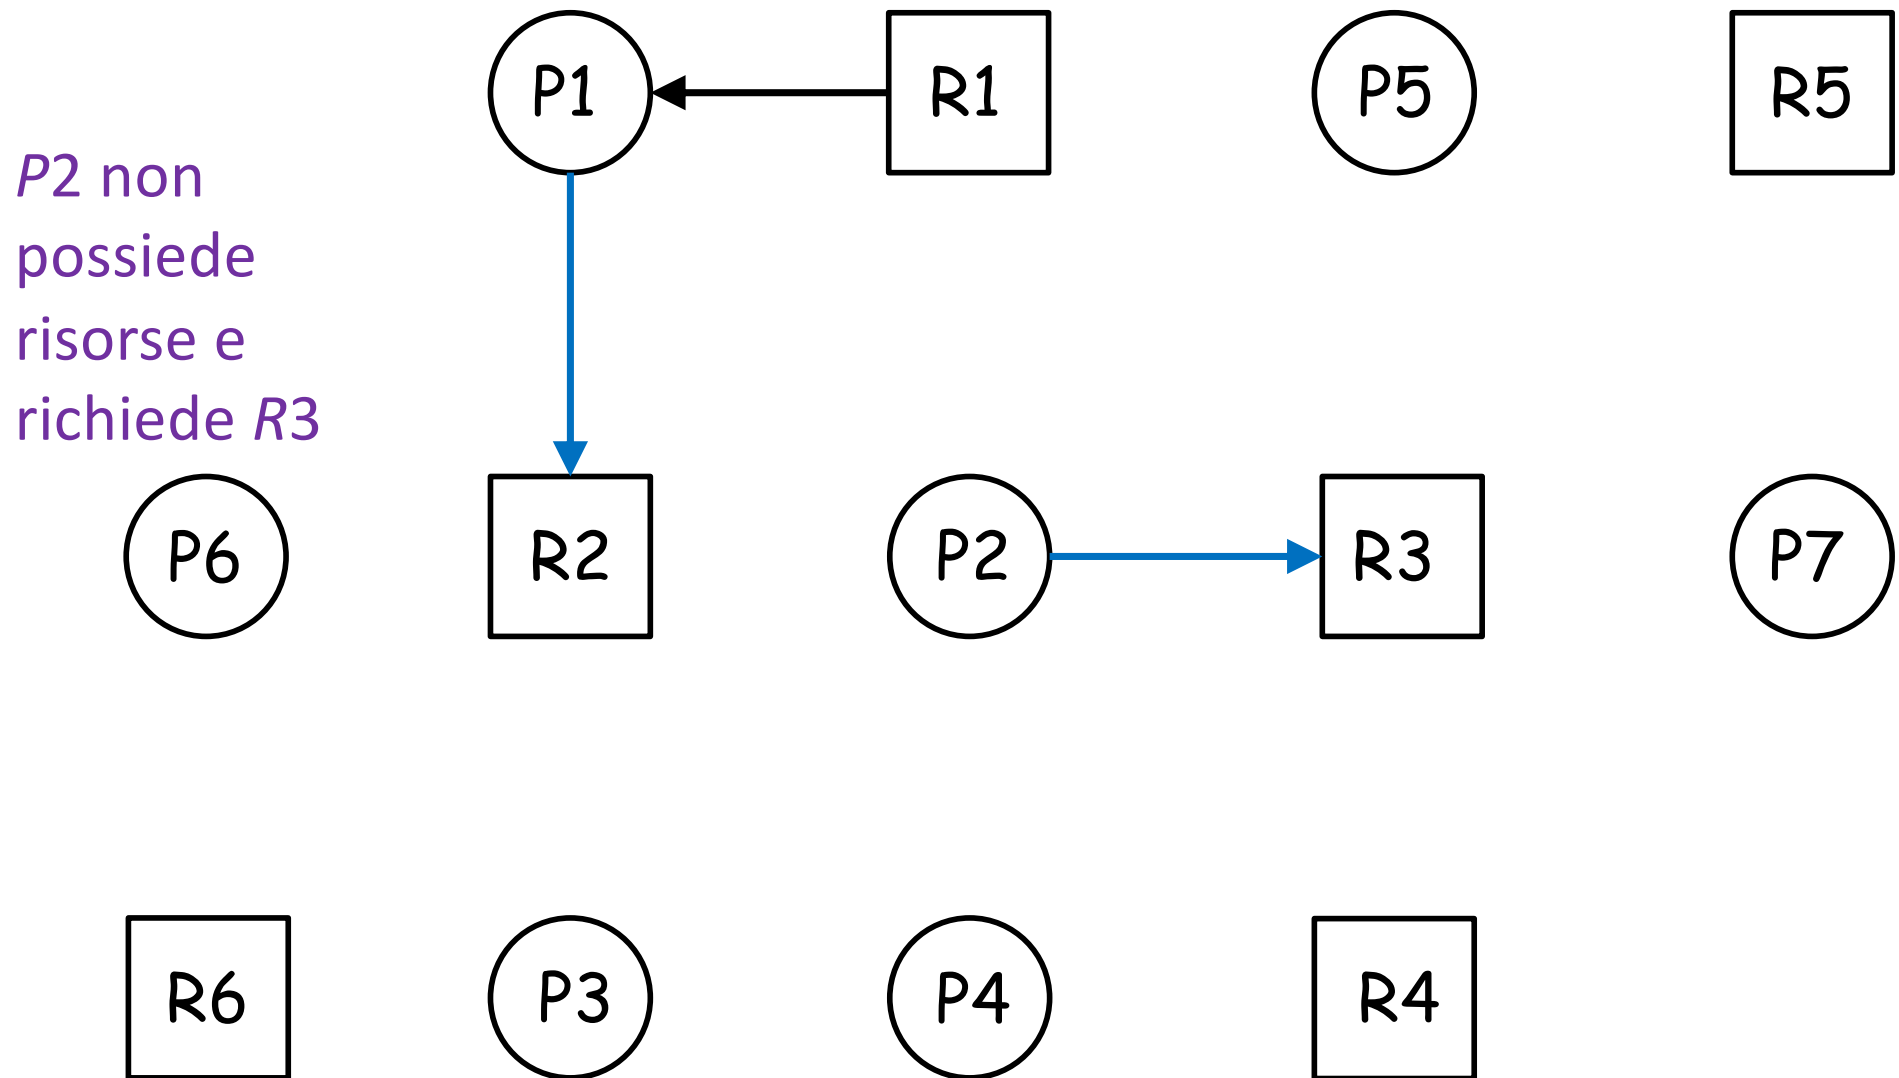 P1 R1 P5 R5
P2 non
possiede
risorse e
richiede R3
P6 R2 P2 R3 P7
R6 P3 P4 R4